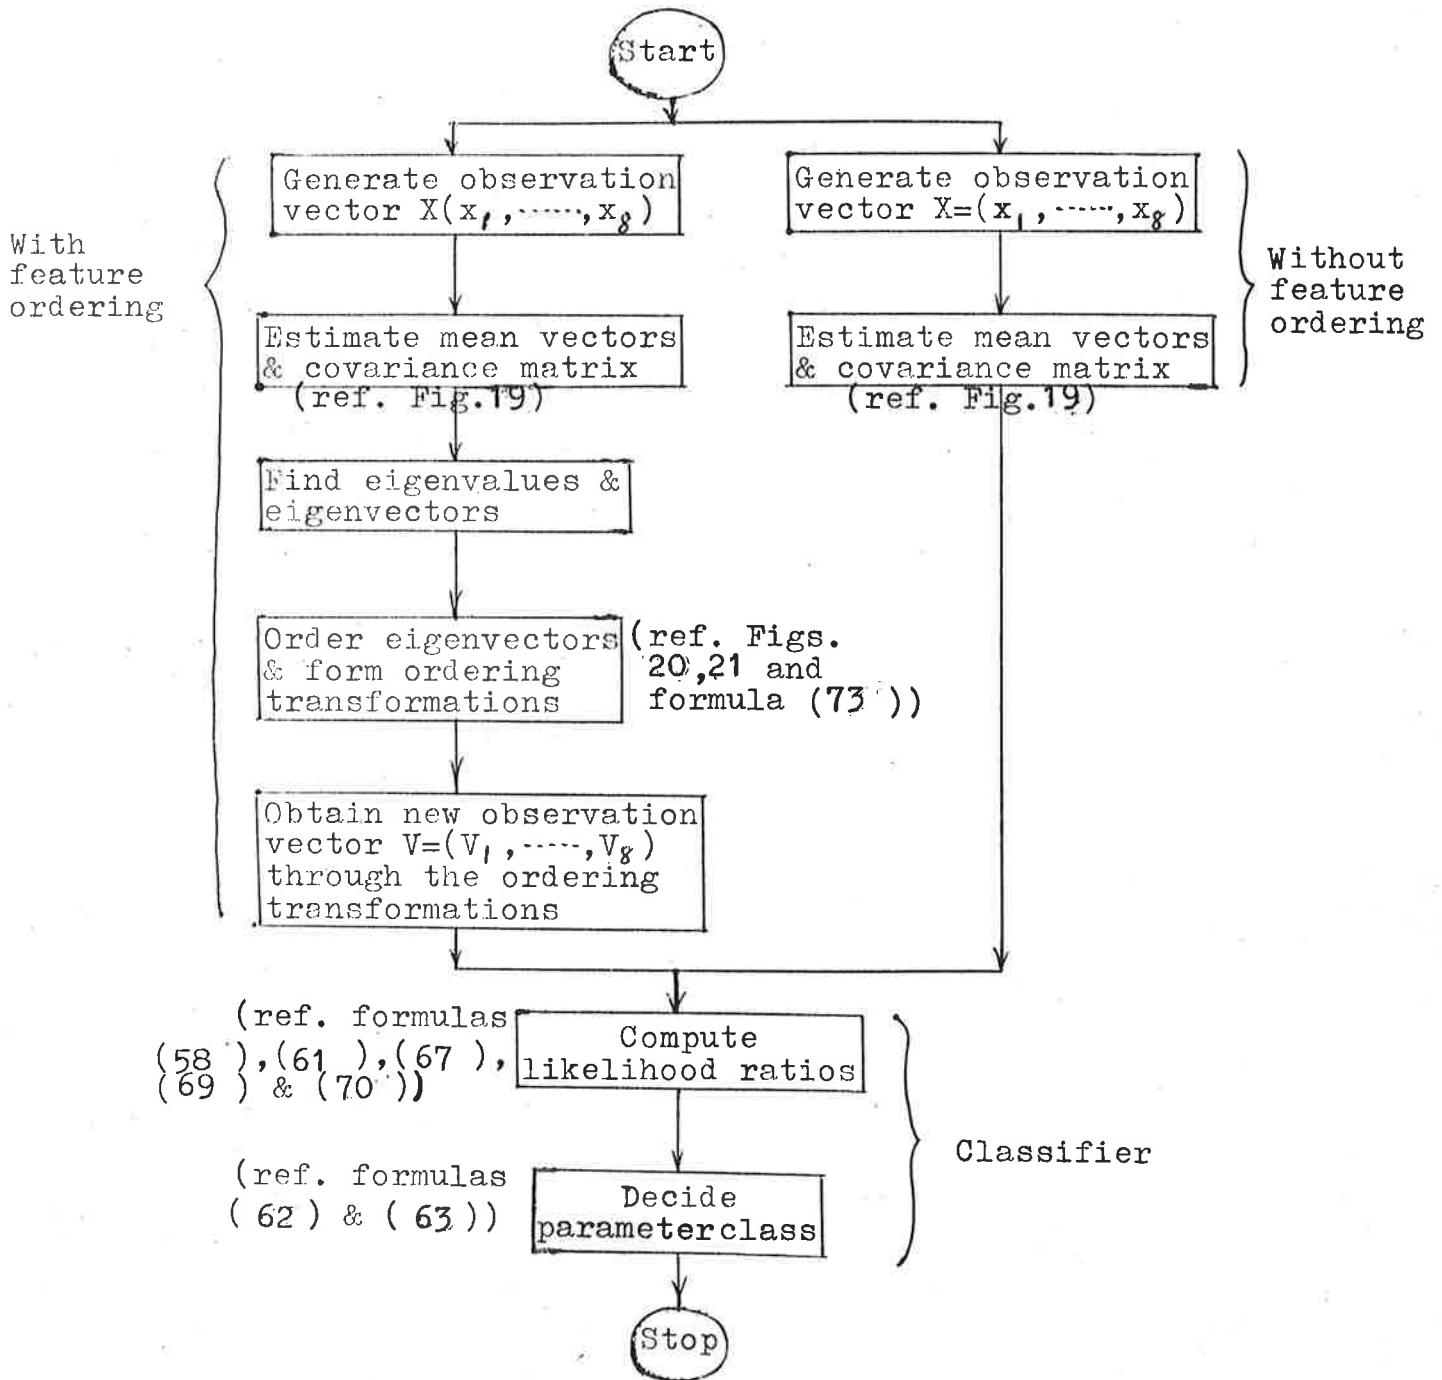 Start
Generate observation
vector X(x₁,-----,x₈)
Generate observation
vector X=(x₁,-----,x₈)
With
feature
ordering
Without
feature
ordering
Estimate mean vectors
& covariance matrix
(ref. Fig.19)
Estimate mean vectors
& covariance matrix
(ref. Fig.19)
Find eigenvalues &
eigenvectors
Order eigenvectors
& form ordering
transformations
(ref. Figs.
20,21 and
formula (73))
Obtain new observation
vector V=(V₁,-----,V₈)
through the ordering
transformations
(ref. formulas
(58),(61),(67),
(69) & (70))
Compute
likelihood ratios
Classifier
(ref. formulas
(62) & (63))
Decide
parameterclass
Stop